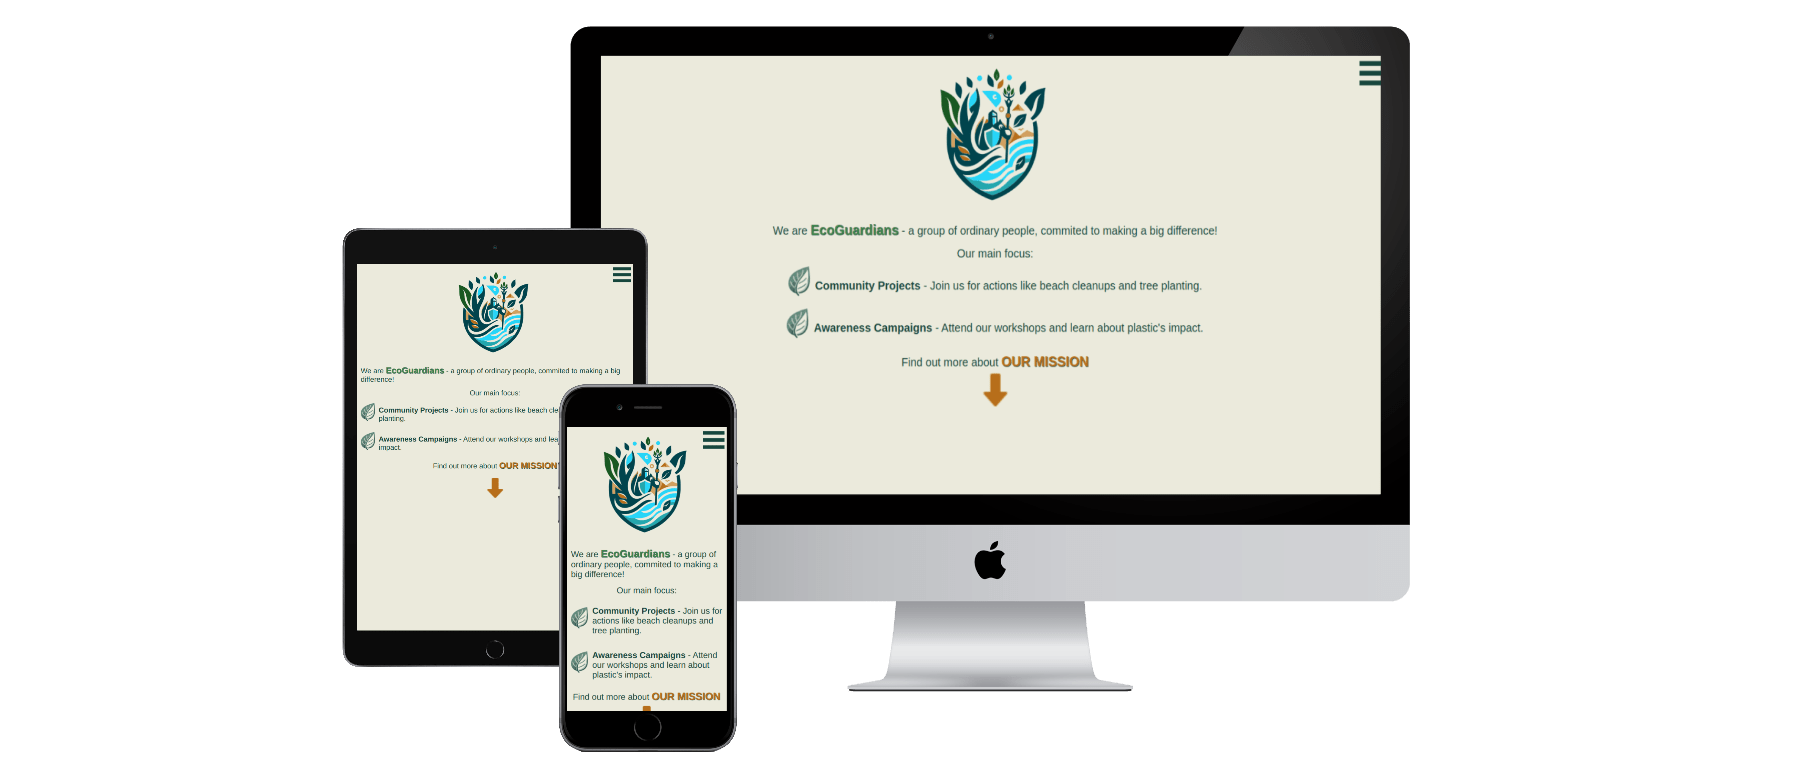 We are EcoGuardians - a group of ordinary people, commited to making a big difference!
Our main focus:
Community Projects - Join us for actions like beach cleanups and tree planting.
Awareness Campaigns - Attend our workshops and learn about plastic's impact.
Find out more about OUR MISSION
We are EcoGuardians - a group of ordinary people, commited to making a big
difference!
Our main focus:
Community Projects - Join us for actions like beach
planting.
Awareness Campaigns - Attend our workshops and
impact.
Find out more about OUR MISSION
We are EcoGuardians - a group of
ordinary people, commited to making a
big difference!
Our main focus:
Community Projects - Join us for
actions like beach cleanups and
tree planting.
Awareness Campaigns - Attend
our workshops and learn about
plastic's impact.
Find out more about OUR MISSION